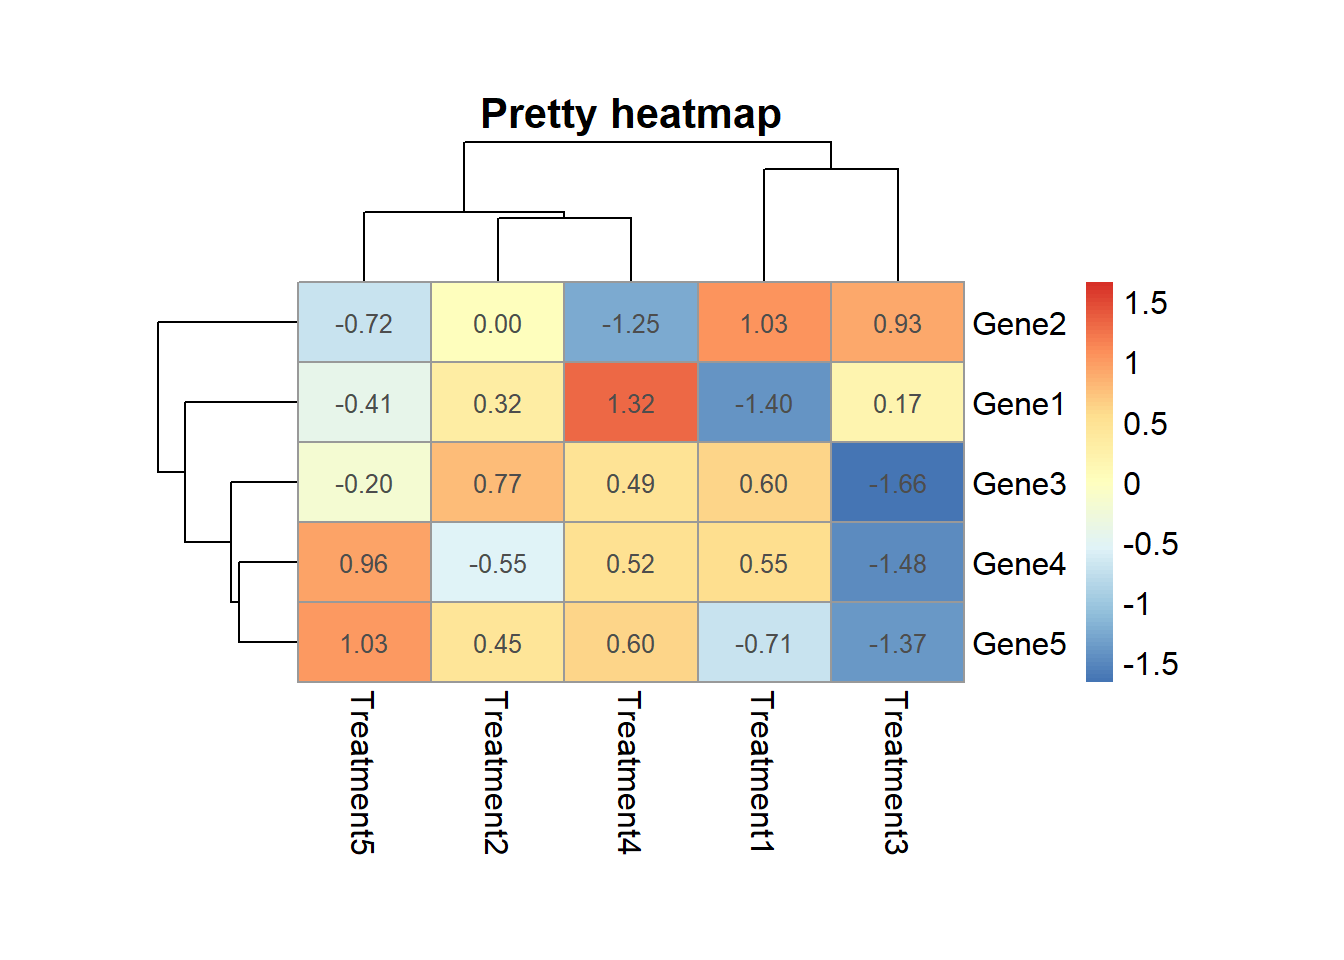 Pretty heatmap
-0.72 0.00 -1.25 1.03 0.93 Gene2
-0.41 0.32 1.32 -1.40 0.17 Gene1
-0.20 0.77 0.49 0.60 -1.66 Gene3
0.96 -0.55 0.52 0.55 -1.48 Gene4
1.03 0.45 0.60 -0.71 -1.37 Gene5
Treatment5 Treatment2 Treatment4 Treatment1 Treatment3
1.5
1
0.5
0
-0.5
-1
-1.5